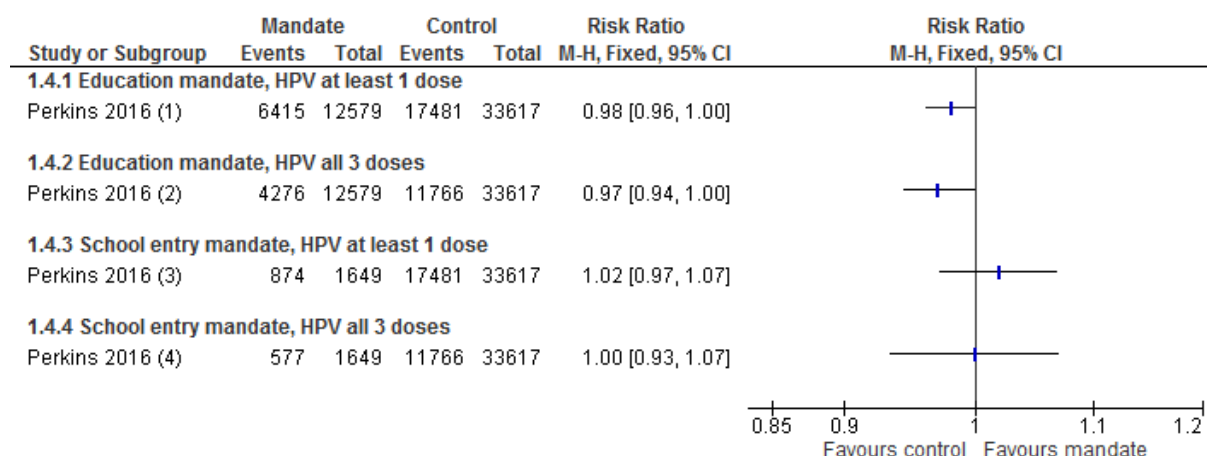 Mandate Control Risk Ratio Risk Ratio
Study or Subgroup Events Total Events Total M-H, Fixed, 95% CI M-H, Fixed, 95% CI
1.4.1 Education mandate, HPV at least 1 dose
Perkins 2016 (1) 6415 12579 17481 33617 0.98 [0.96, 1.00]
1.4.2 Education mandate, HPV all 3 doses
Perkins 2016 (2) 4276 12579 11766 33617 0.97 [0.94, 1.00]
1.4.3 School entry mandate, HPV at least 1 dose
Perkins 2016 (3) 874 1649 17481 33617 1.02 [0.97, 1.07]
1.4.4 School entry mandate, HPV all 3 doses
Perkins 2016 (4) 577 1649 11766 33617 1.00 [0.93, 1.07]
0.85 0.9 1 1.1 1.2
Favours control Favours mandate